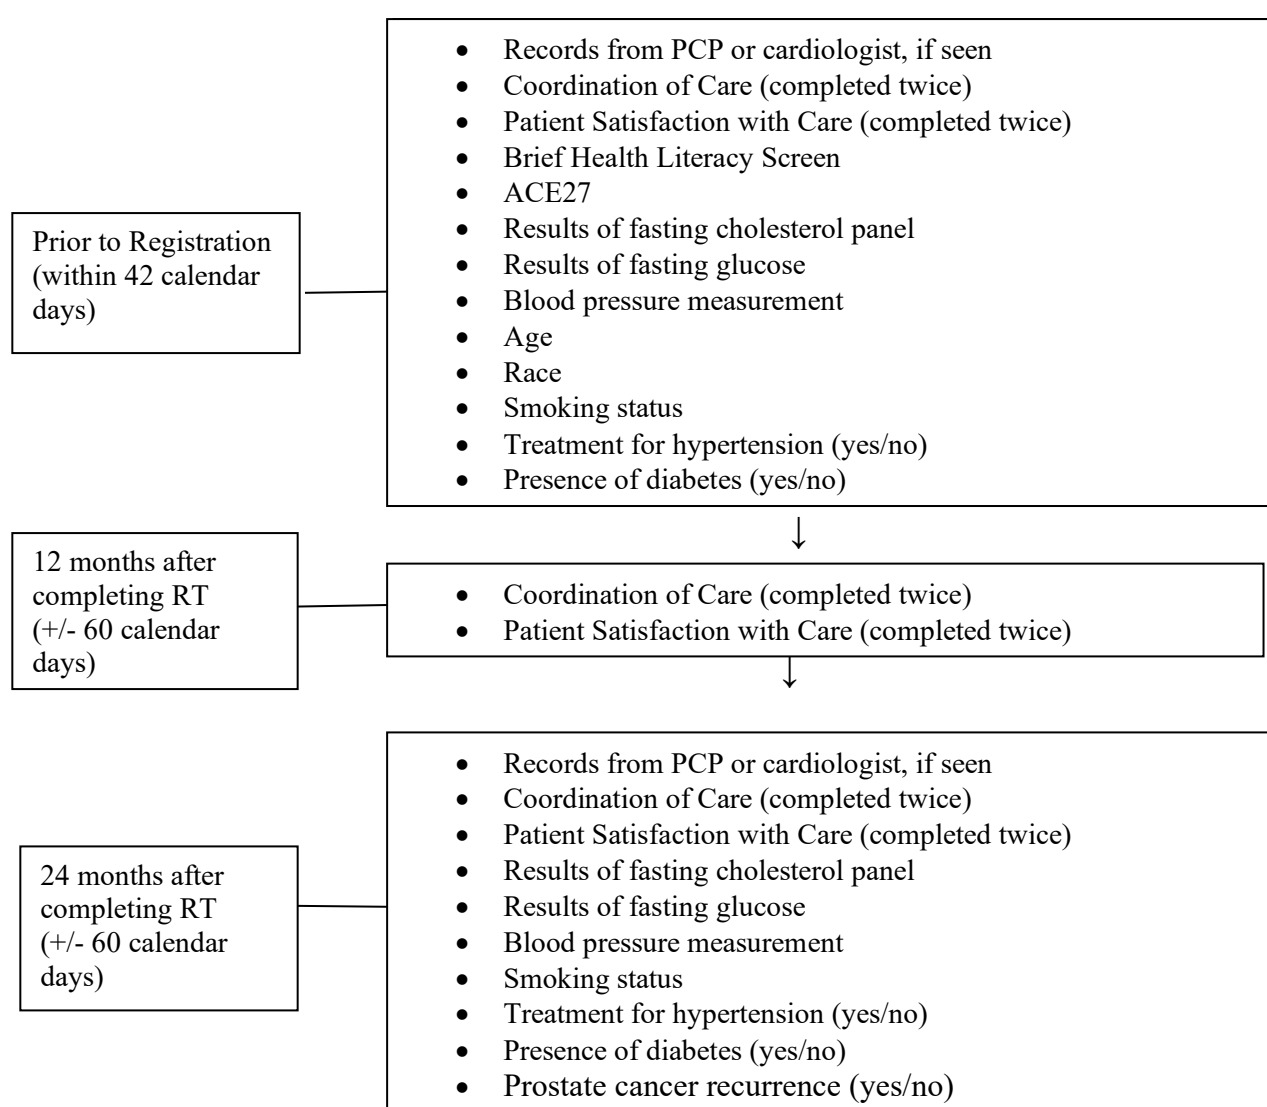 • Records from PCP or cardiologist, if seen
• Coordination of Care (completed twice)
• Patient Satisfaction with Care (completed twice)
• Brief Health Literacy Screen
• ACE27
• Results of fasting cholesterol panel
• Results of fasting glucose
• Blood pressure measurement
• Age
• Race
• Smoking status
• Treatment for hypertension (yes/no)
• Presence of diabetes (yes/no)
Prior to Registration
(within 42 calendar
days)
↓
12 months after
completing RT
(+/- 60 calendar
days)
• Coordination of Care (completed twice)
• Patient Satisfaction with Care (completed twice)
↓
• Records from PCP or cardiologist, if seen
• Coordination of Care (completed twice)
• Patient Satisfaction with Care (completed twice)
• Results of fasting cholesterol panel
• Results of fasting glucose
• Blood pressure measurement
• Smoking status
• Treatment for hypertension (yes/no)
• Presence of diabetes (yes/no)
• Prostate cancer recurrence (yes/no)
24 months after
completing RT
(+/- 60 calendar
days)